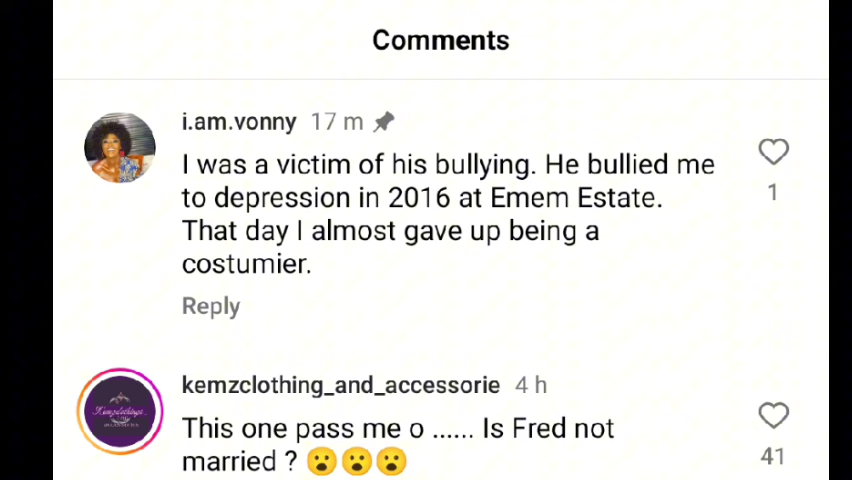 Comments
i.am.vonny 17 m
I was a victim of his bullying. He bullied me
to depression in 2016 at Emem Estate.
That day I almost gave up being a
costumier.
1
Reply
kemzclothing_and_accessorie 4 h
This one pass me o ...... Is Fred not
married ? 😮😮😮
41